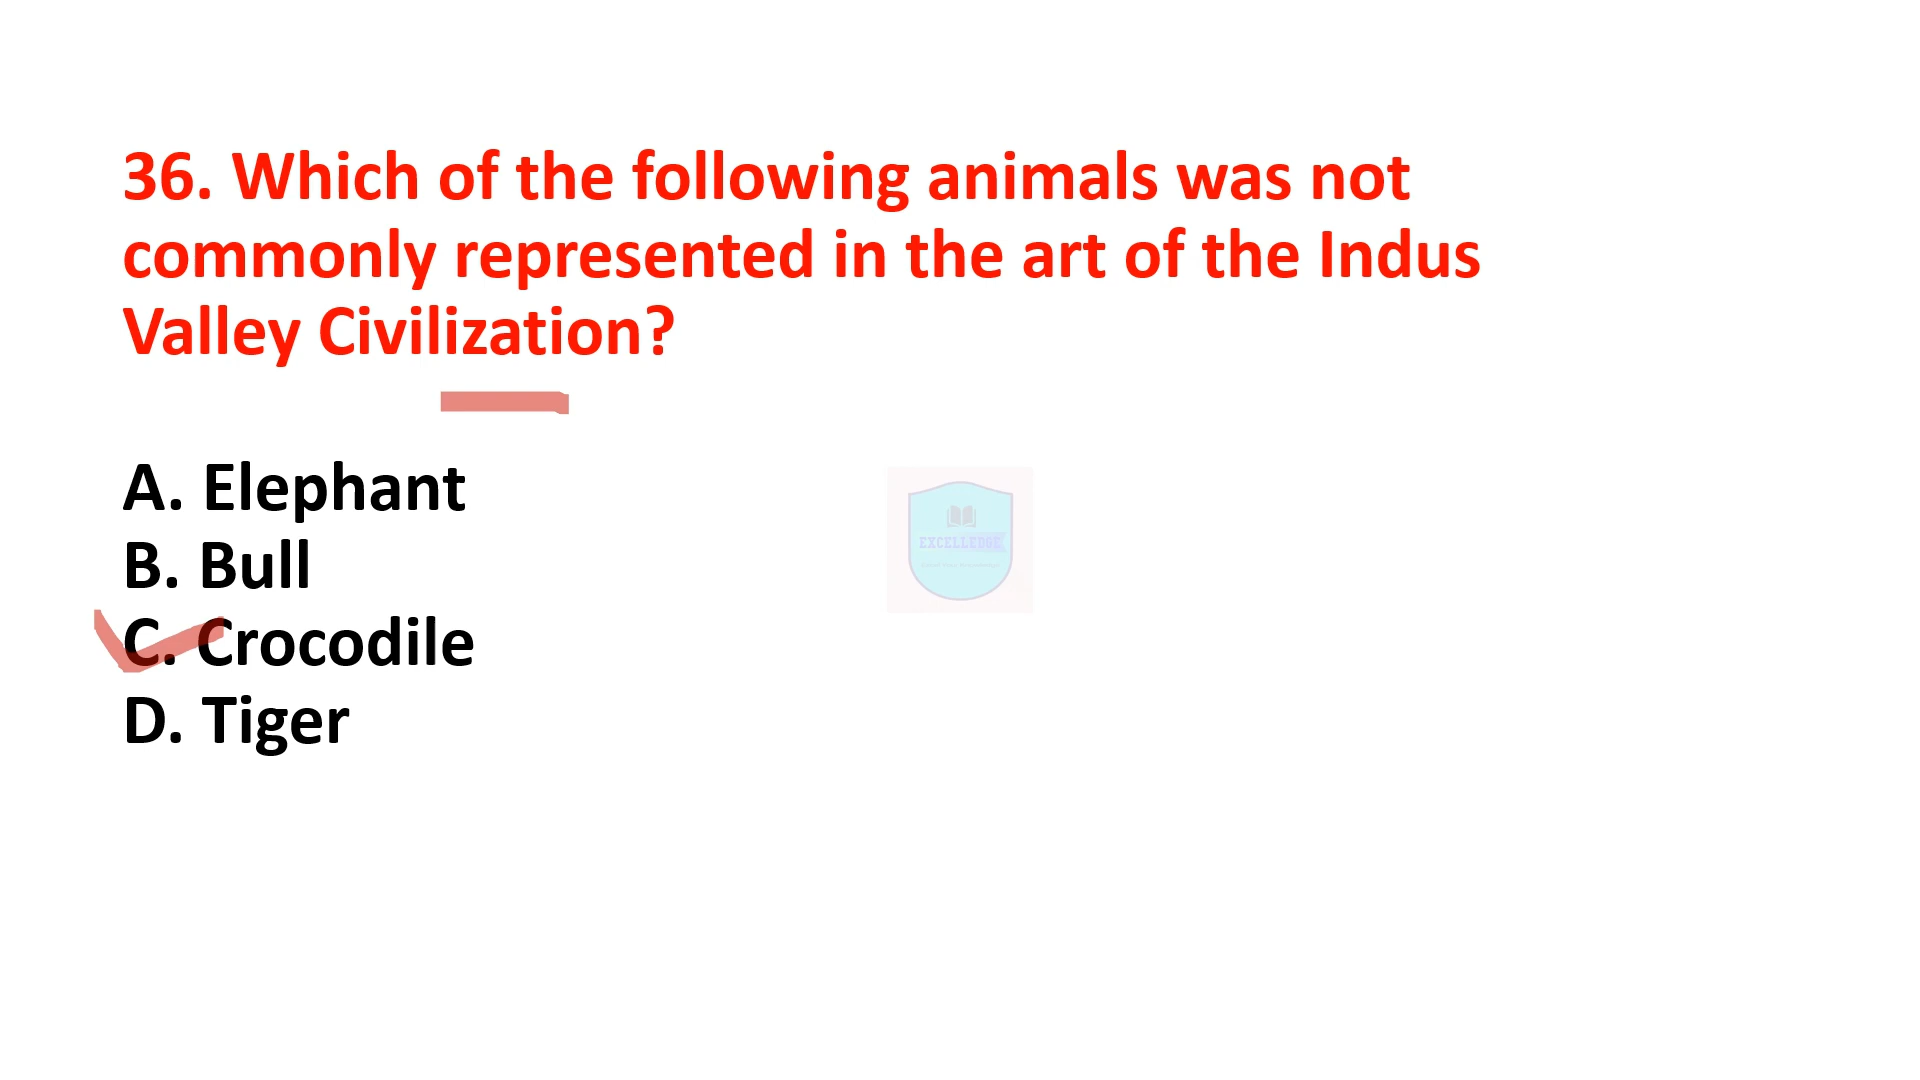 36. Which of the following animals was not
commonly represented in the art of the Indus
Valley Civilization?
A. Elephant
B. Bull
C. Crocodile
D. Tiger
EXCELLEDGE